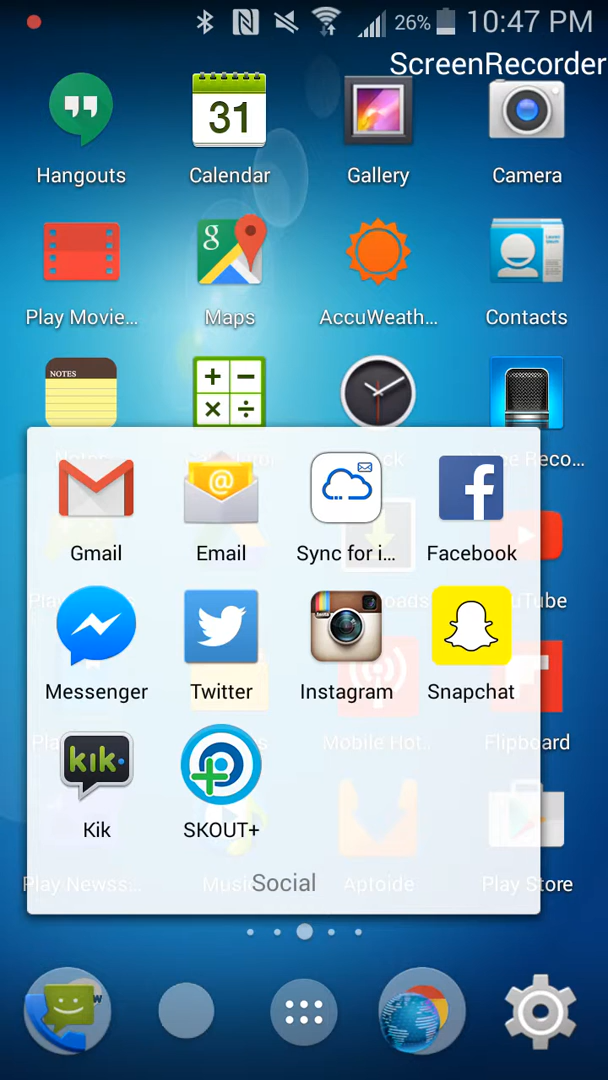 26% 10:47 PM
ScreenRecorder
31
Hangouts Calendar Gallery Camera
g
Play Movie... Maps AccuWeath... Contacts
NOTES
Gmail Email Sync for i... Facebook
Messenger Twitter Instagram Snapchat
Mobile Hot.. Flipboard
kik
Kik SKOUT+
Social
Play Newss... Music Aptoide Play Store